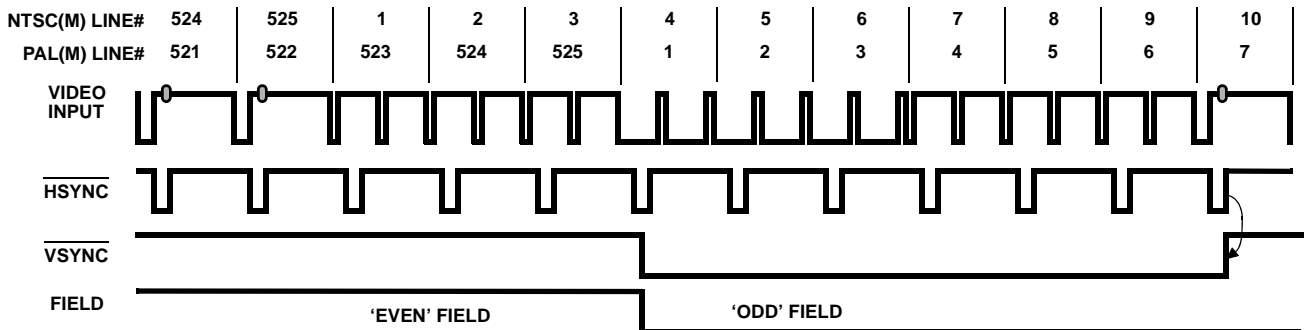 NTSC(M) LINE# 524 525 1 2 3 4 5 6 7 8 9 10
PAL(M) LINE# 521 522 523 524 525 1 2 3 4 5 6 7
VIDEO
INPUT
HSYNC
VSYNC
FIELD
‘EVEN’ FIELD ‘ODD’ FIELD